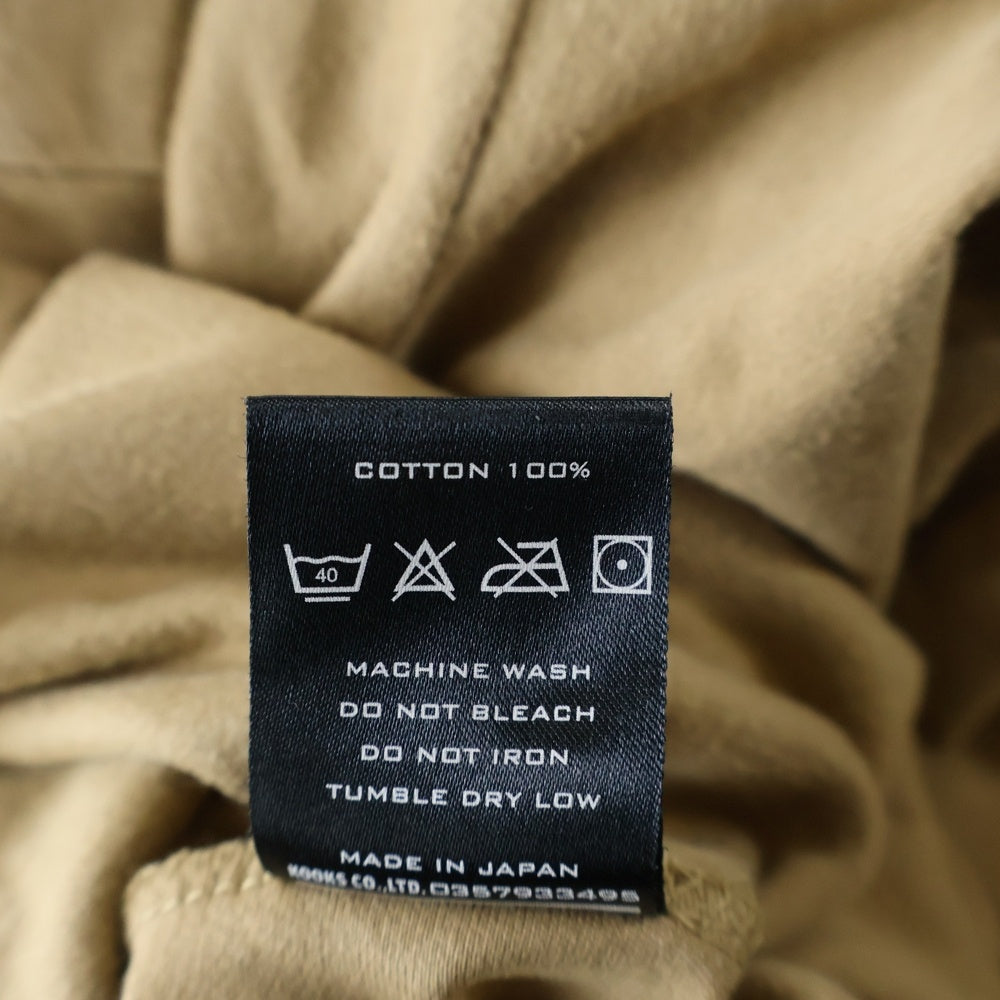 COTTON 100%
40
MACHINE WASH
DO NOT BLEACH
DO NOT IRON
TUMBLE DRY LOW
MADE IN JAPAN
KOOKS CO.,LTD. 0357933495